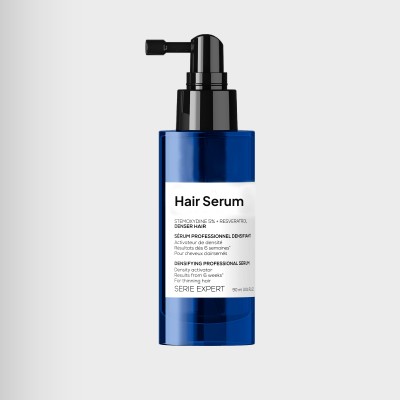 Hair Serum
STEMOXYDINE 5% + RESVERATROL
DENSER HAIR
SÉRUM PROFESSIONNEL DENSIFIANT
Activateur de densité
Résultats dès 6 semaines*
Pour cheveux clairsemés
DENSIFYING PROFESSIONAL SERUM
Density activator
Results from 6 weeks*
For thinning hair
SERIE EXPERT